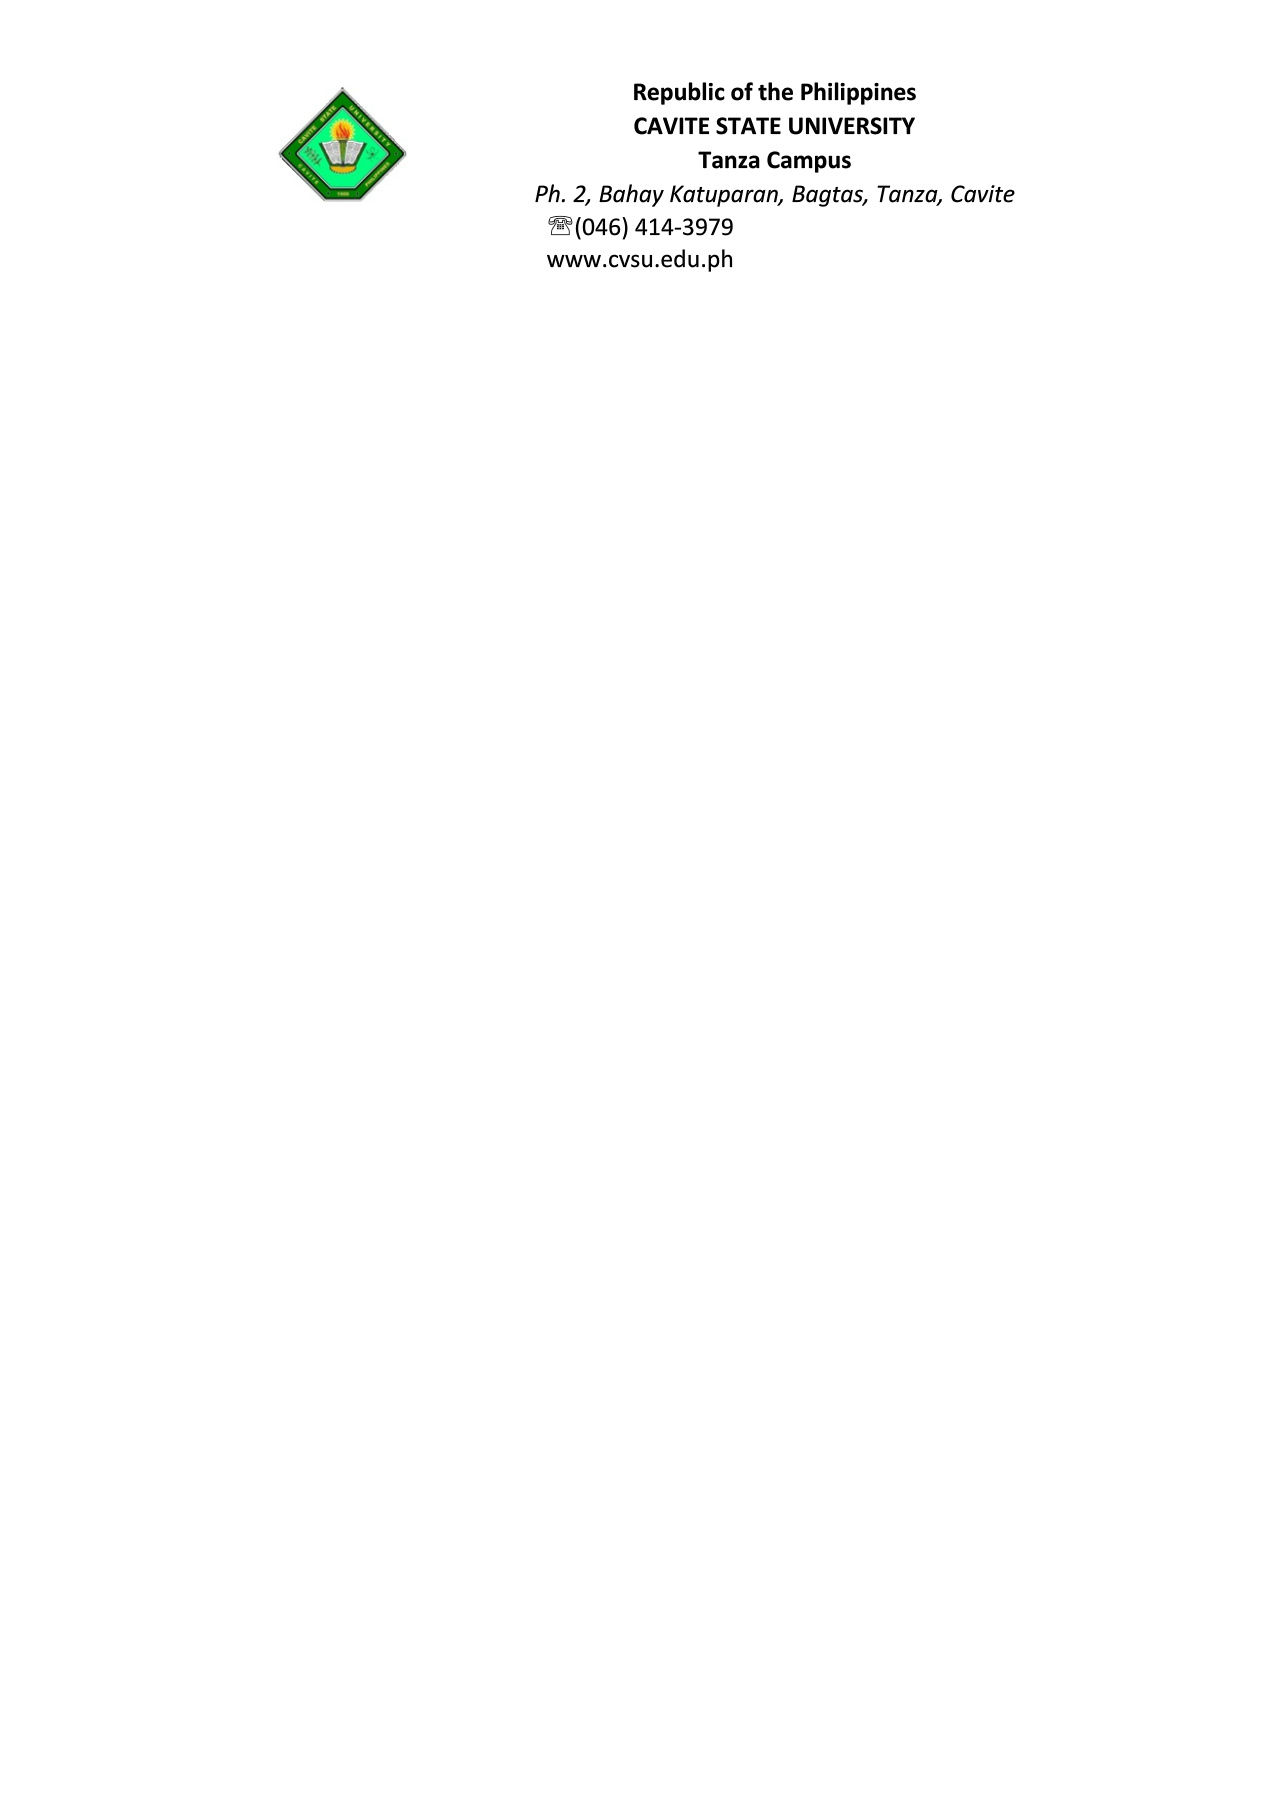 CAVITE STATE UNIVERSITY
CAVITE
PHILIPPINES
Republic of the Philippines
CAVITE STATE UNIVERSITY
Tanza Campus
Ph. 2, Bahay Katuparan, Bagtas, Tanza, Cavite
☏(046) 414-3979
www.cvsu.edu.ph